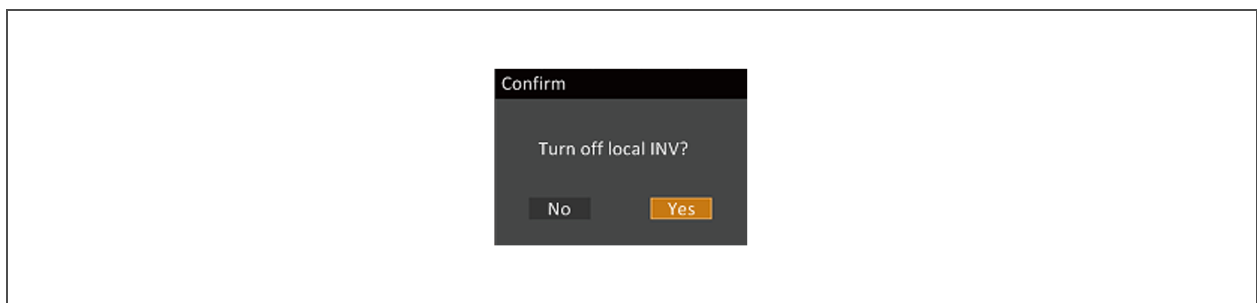 Confirm
Turn off local INV?
No Yes